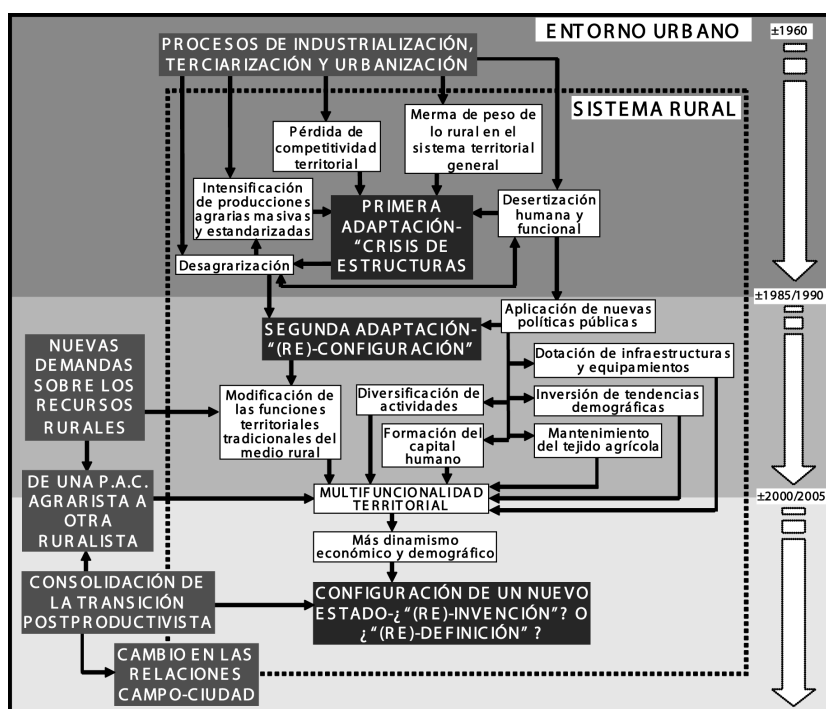 ENTORNO URBANO
±1960
PROCESOS DE INDUSTRIALIZACIÓN,
TERCIARIZACIÓN Y URBANIZACIÓN
SISTEMA RURAL
Pérdida de
competitividad
territorial
Merma de peso de
lo rural en el
sistema territorial
general
Intensificación
de producciones
agrarias masivas
y estandarizadas
PRIMERA
ADAPTACIÓN-
“CRISIS DE
ESTRUCTURAS
Desertización
humana y
funcional
Desagrarización
±1985/1990
Aplicación de nuevas
políticas públicas
SEGUNDA ADAPTACIÓN-
“(RE)-CONFIGURACIÓN”
NUEVAS
DEMANDAS
SOBRE LOS
RECURSOS
RURALES
Dotación de infraestructuras
y equipamientos
Modificación de
las funciones
territoriales
tradicionales del
medio rural
Diversificación de
actividades
Inversión de tendencias
demográficas
Formación del
capital
humano
Mantenimiento
del tejido agrícola
DE UNA P.A.C.
AGRARISTA A
OTRA
RURALISTA
MULTIFUNCIONALIDAD
TERRITORIAL
±2000/2005
Más dinamismo
económico y demográfico
CONSOLIDACIÓN DE
LA TRANSICIÓN
POSTPRODUCTIVISTA
CONFIGURACIÓN DE UN NUEVO
ESTADO-¿“(RE)-INVENCIÓN”? O
¿“(RE)-DEFINICIÓN” ?
CAMBIO EN LAS
RELACIONES
CAMPO-CIUDAD